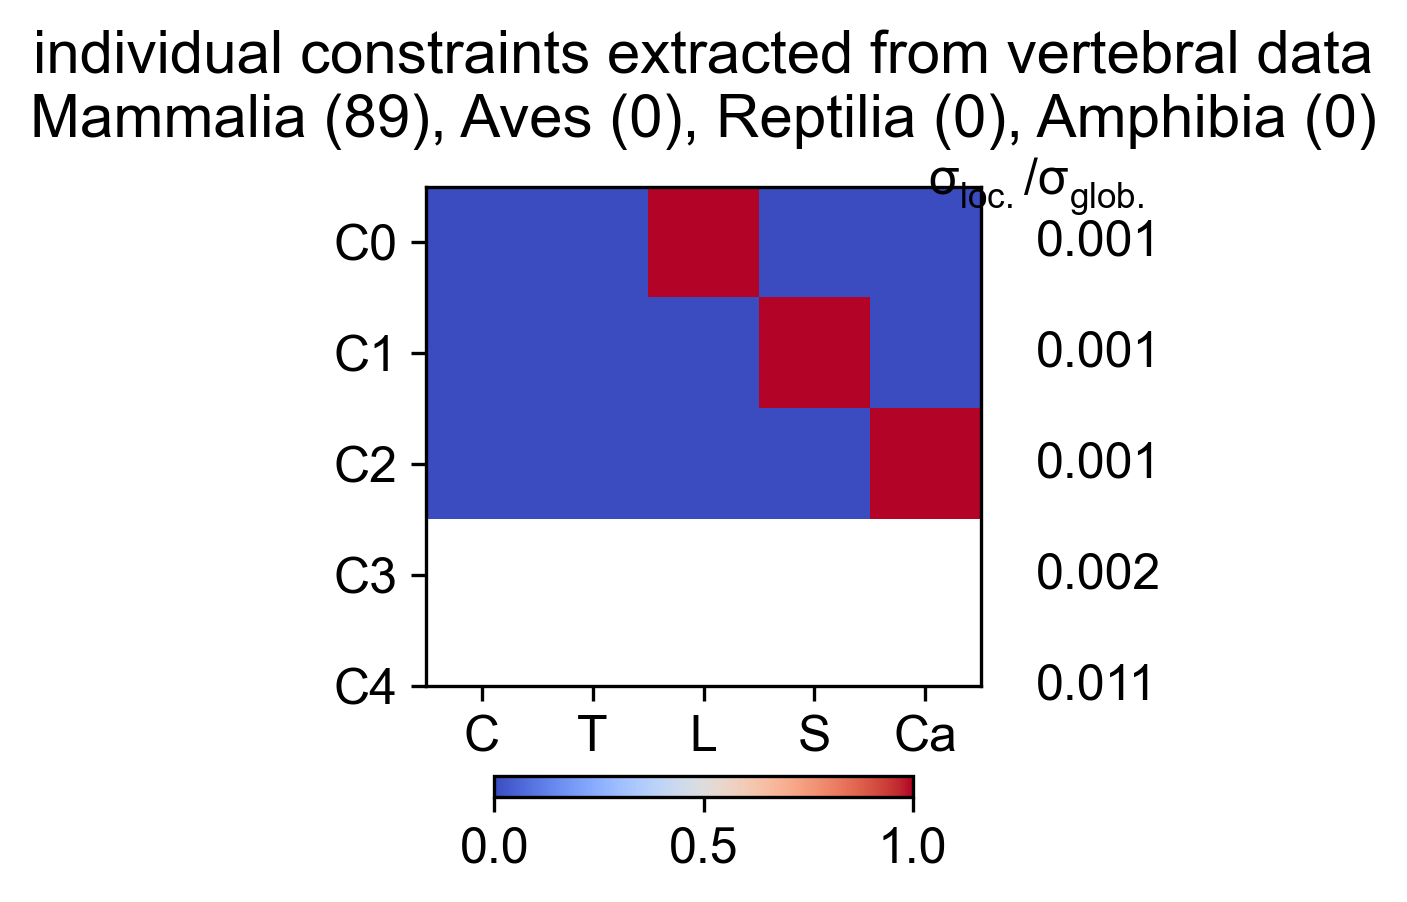 individual constraints extracted from vertebral data
Mammalia (89), Aves (0), Reptilia (0), Amphibia (0)
σloc. /σglob.
C0 0.001
C1 0.001
C2 0.001
C3 0.002
C4 0.011
C T L S Ca
0.0 0.5 1.0